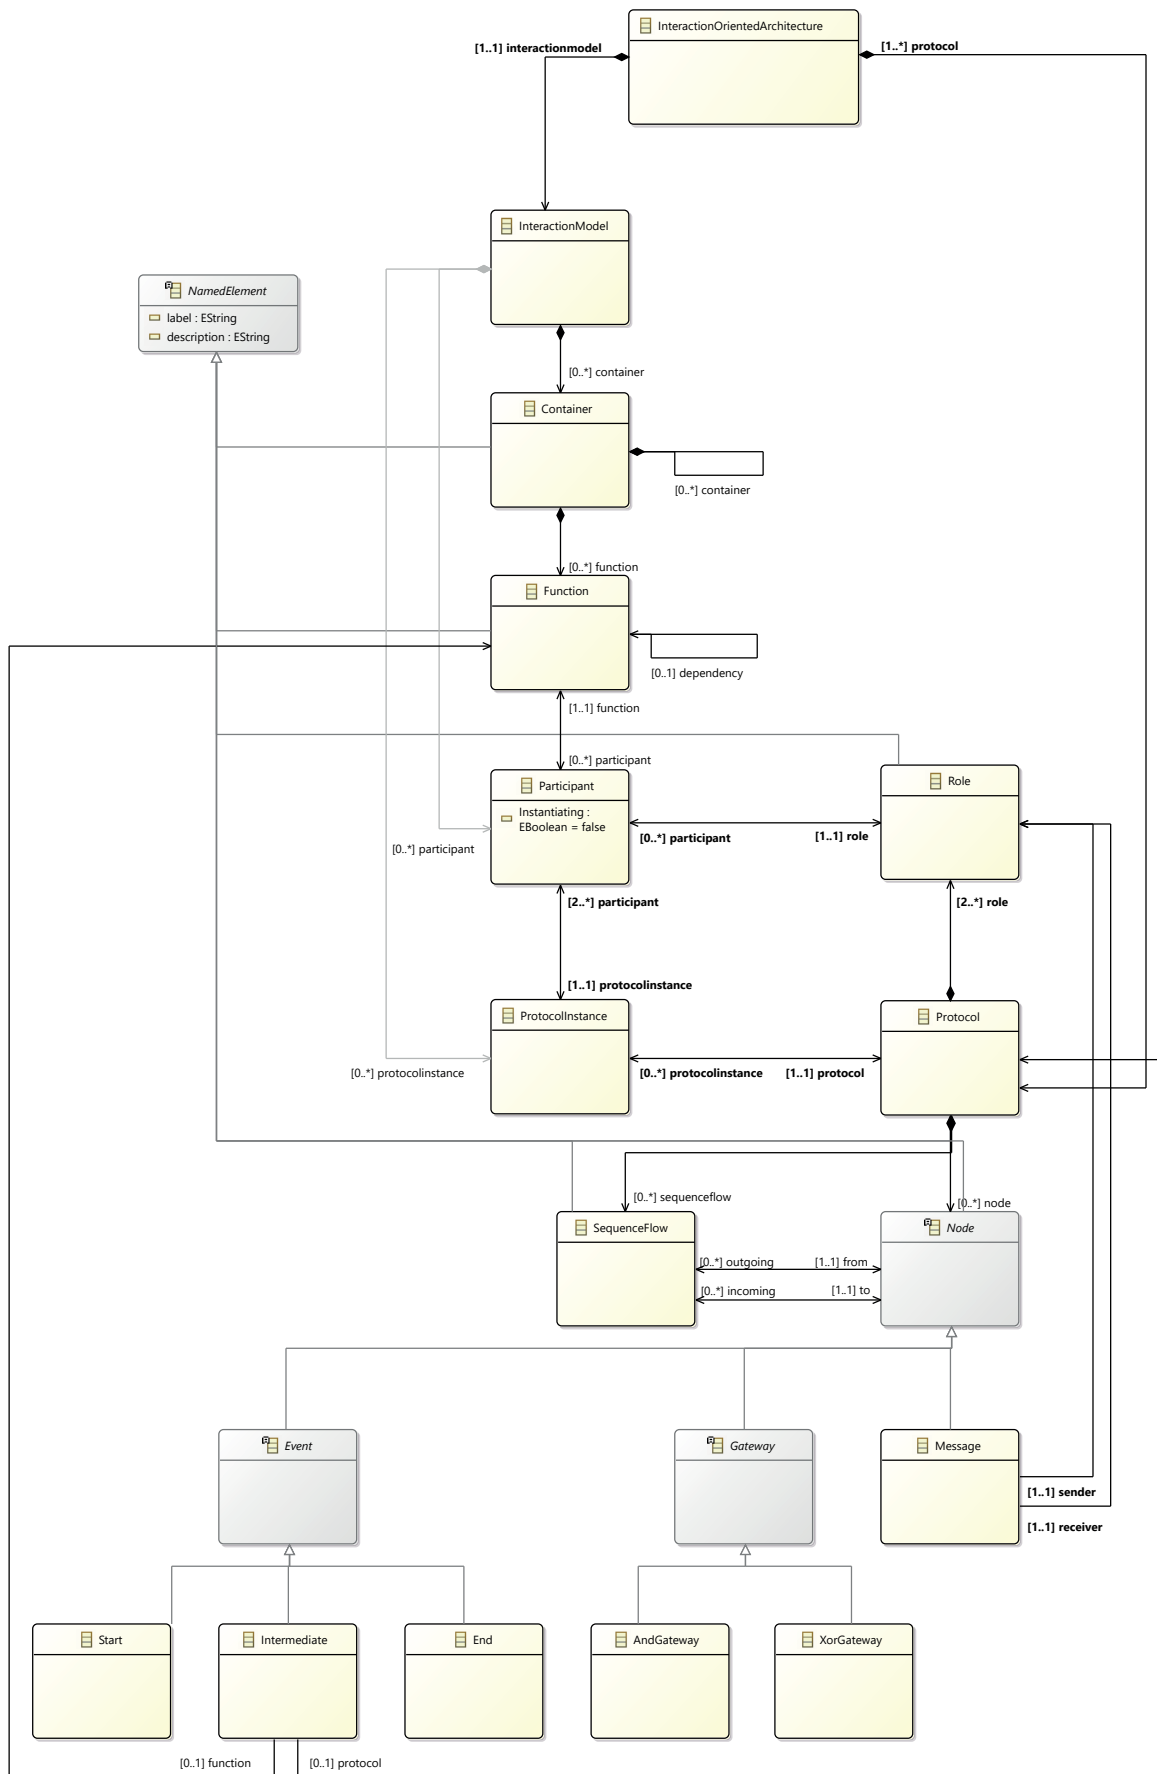 InteractionOrientedArchitecture
[1..1] interactionmodel
[1..*] protocol
InteractionModel
NamedElement
label : EString
description : EString
[0..*] container
Container
[0..*] container
[0..*] function
Function
[0..1] dependency
[1..1] function
[0..*] participant
Participant
Instantiating :
EBoolean = false
Role
[0..*] participant
[0..*] participant
[1..1] role
[2..*] participant
[2..*] role
[1..1] protocolinstance
ProtocolInstance
Protocol
[0..*] protocolinstance
[0..*] protocolinstance
[1..1] protocol
[0..*] sequenceflow
[0..*] node
SequenceFlow
Node
[0..*] outgoing
[1..1] from
[0..*] incoming
[1..1] to
Event
Gateway
Message
[1..1] sender
[1..1] receiver
Start
Intermediate
End
AndGateway
XorGateway
[0..1] function
[0..1] protocol